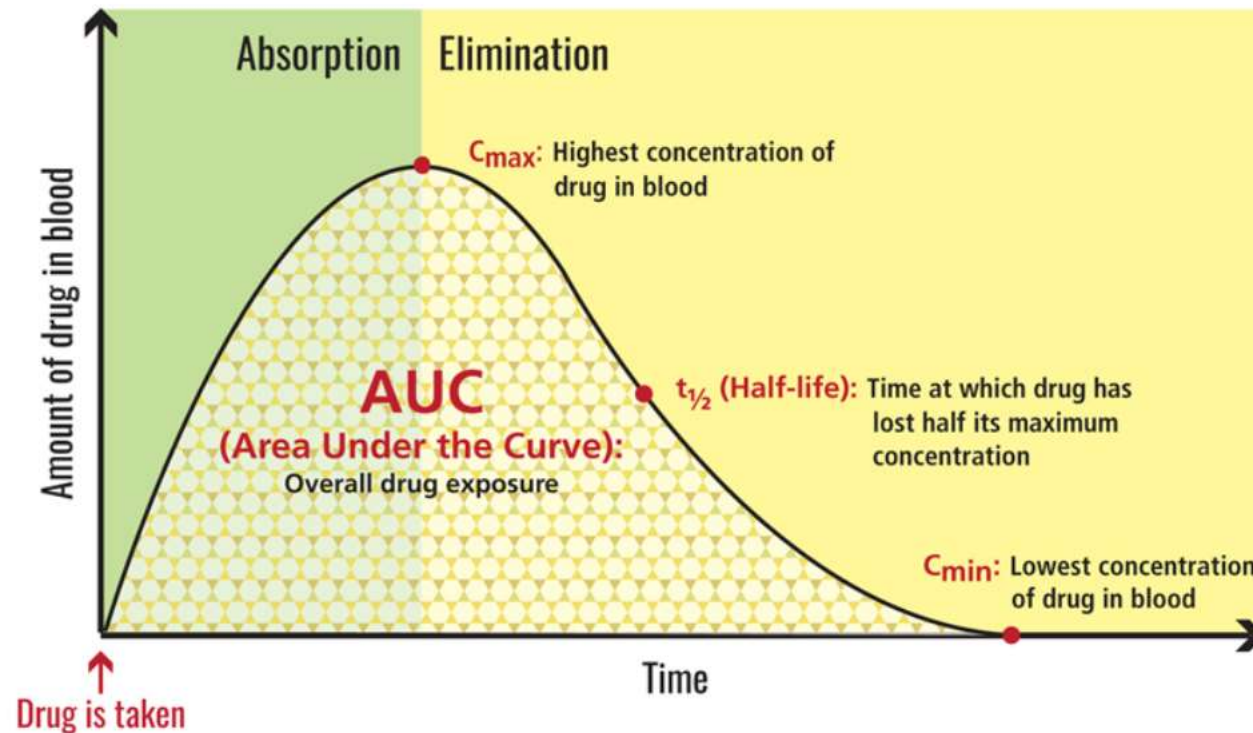 Absorption
Elimination
Cmax: Highest concentration of
drug in blood
Amount of drug in blood
AUC
(Area Under the Curve):
Overall drug exposure
t½ (Half-life): Time at which drug has
lost half its maximum
concentration
Cmin: Lowest concentration
of drug in blood
Time
Drug is taken